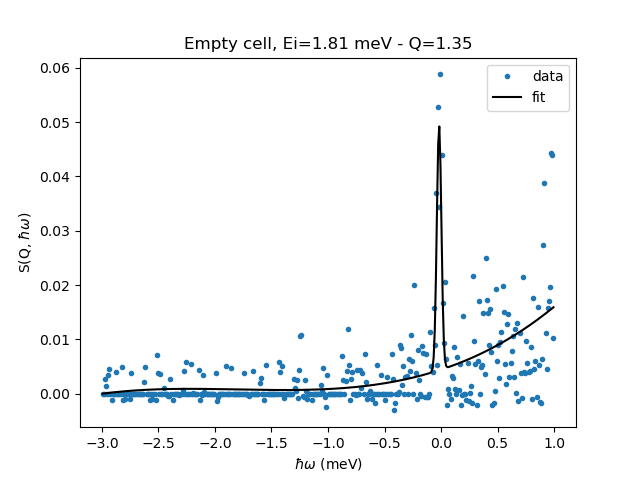 Empty cell, Ei=1.81 meV - Q=1.35
data
fit
0.06
0.05
0.04
0.03
0.02
0.01
0.00
S(Q, ℏω)
−3.0 −2.5 −2.0 −1.5 −1.0 −0.5 0.0 0.5 1.0
ℏω (meV)